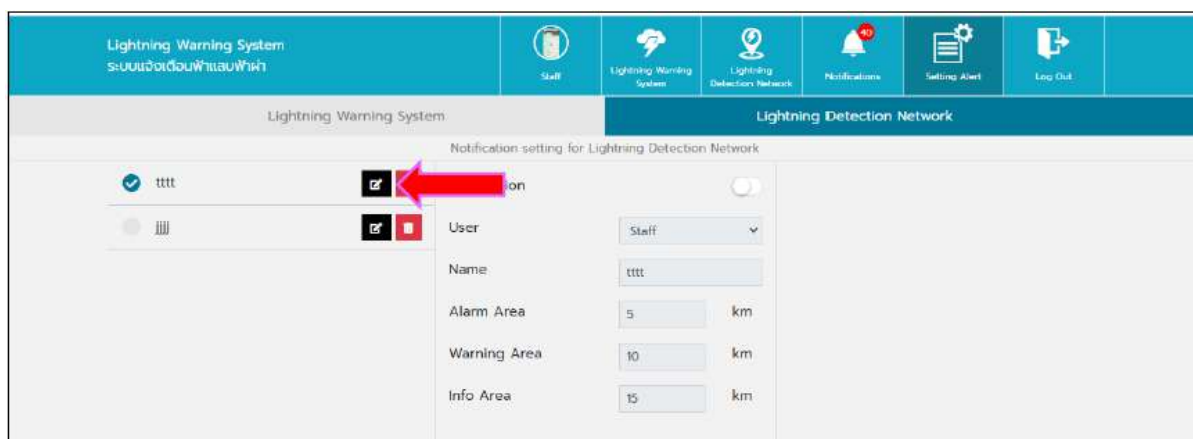 Lightning Warning System
ระบบแจ้งเตือนฟ้าแลบฟ้าผ่า
Staff
Lightning Warning System
Lightning Detection Network
40
Notifications
Setting Alert
Log Out
Lightning Warning System
Lightning Detection Network
Notification setting for Lightning Detection Network
tttt
ion
jjjjj
User
Staff
Name
tttt
Alarm Area
5
km
Warning Area
10
km
Info Area
15
km